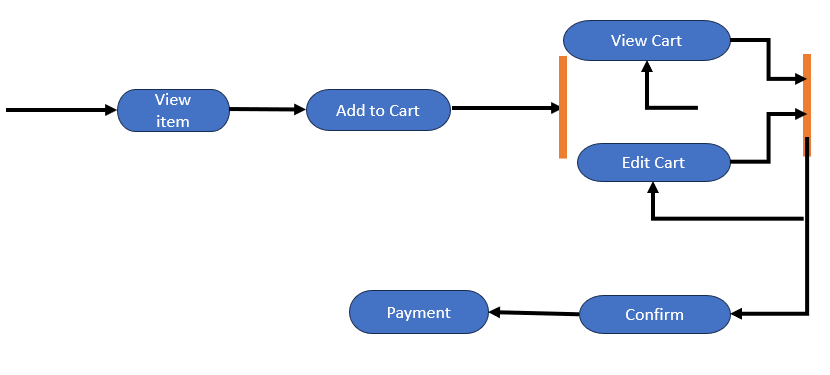 View Cart
View
item
Add to Cart
Edit Cart
Payment
Confirm